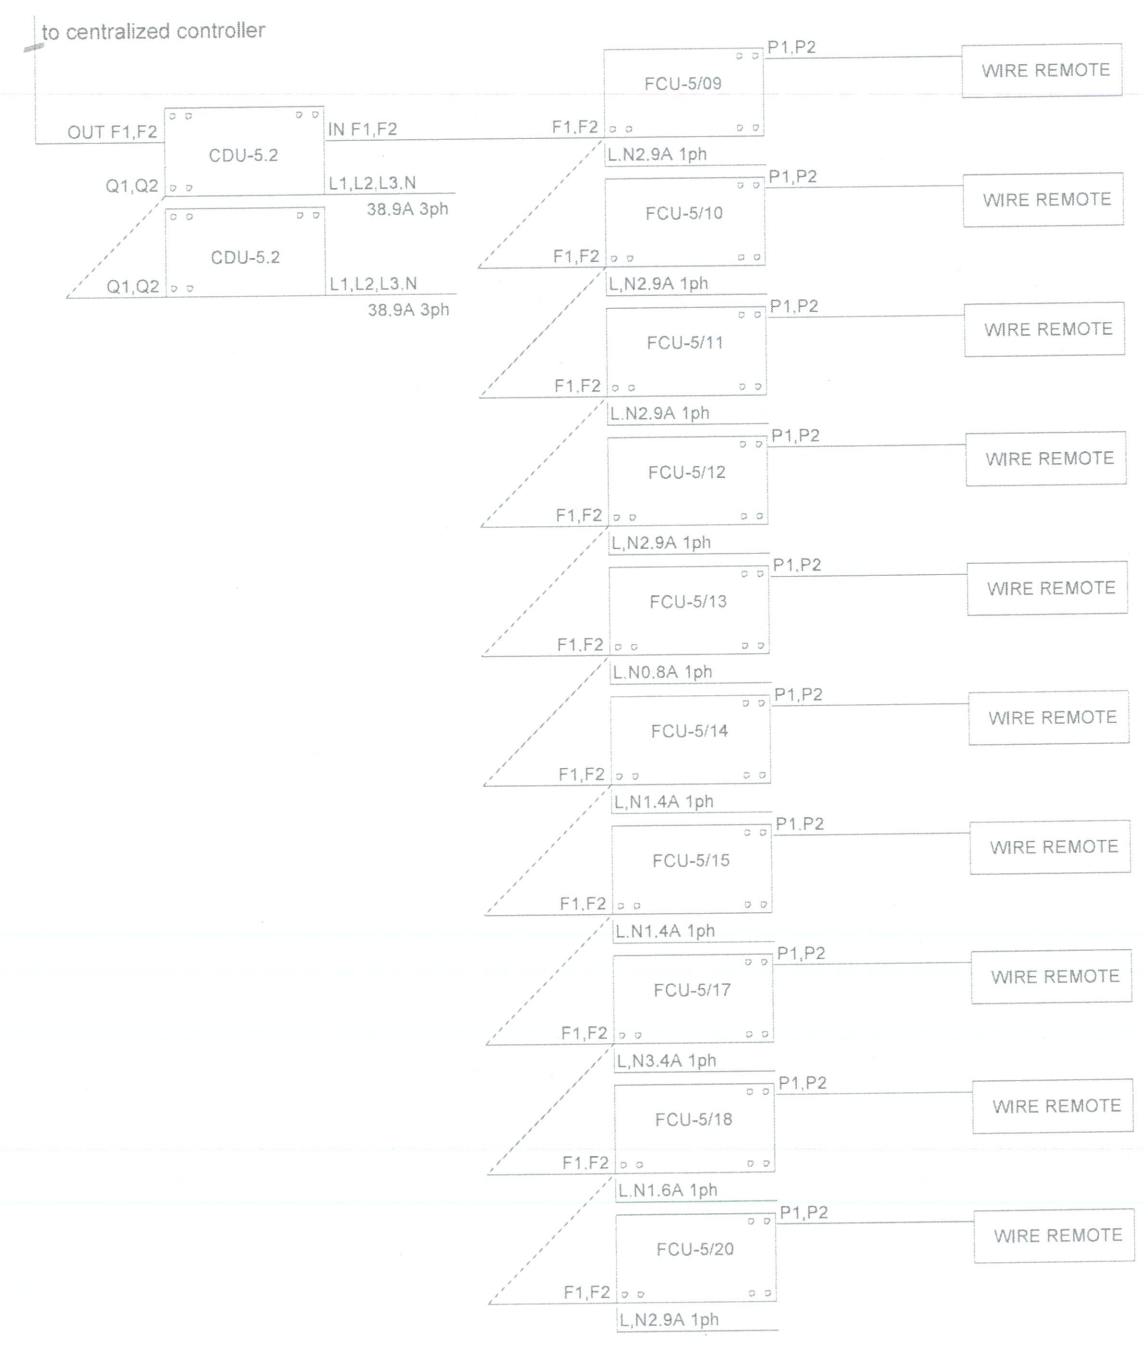 to centralized controller
OUT F1,F2
CDU-5.2
IN F1,F2
Q1,Q2
L1,L2,L3,N
38.9A 3ph
CDU-5.2
Q1,Q2
L1,L2,L3,N
38.9A 3ph
P1,P2
WIRE REMOTE
FCU-5/09
F1,F2
L.N2.9A 1ph
P1,P2
WIRE REMOTE
FCU-5/10
F1,F2
L,N2.9A 1ph
P1,P2
WIRE REMOTE
FCU-5/11
F1,F2
L.N2.9A 1ph
P1,P2
WIRE REMOTE
FCU-5/12
F1,F2
L,N2.9A 1ph
P1,P2
WIRE REMOTE
FCU-5/13
F1,F2
L.N0.8A 1ph
P1,P2
WIRE REMOTE
FCU-5/14
F1,F2
L,N1.4A 1ph
P1.P2
WIRE REMOTE
FCU-5/15
F1,F2
L.N1.4A 1ph
P1,P2
WIRE REMOTE
FCU-5/17
F1,F2
L,N3.4A 1ph
P1,P2
WIRE REMOTE
FCU-5/18
F1.F2
L.N1.6A 1ph
P1,P2
WIRE REMOTE
FCU-5/20
F1,F2
L,N2.9A 1ph